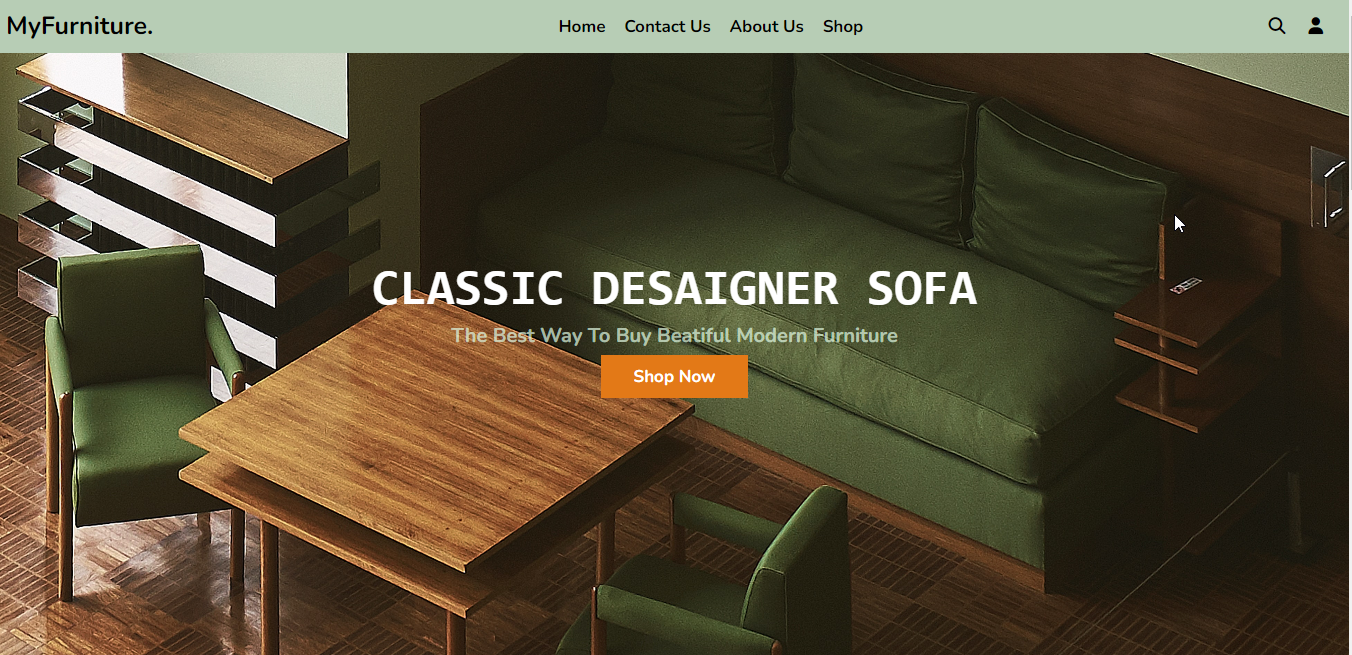 MyFurniture.
Home Contact Us About Us Shop
CLASSIC DESAIGNER SOFA
The Best Way To Buy Beatiful Modern Furniture
Shop Now